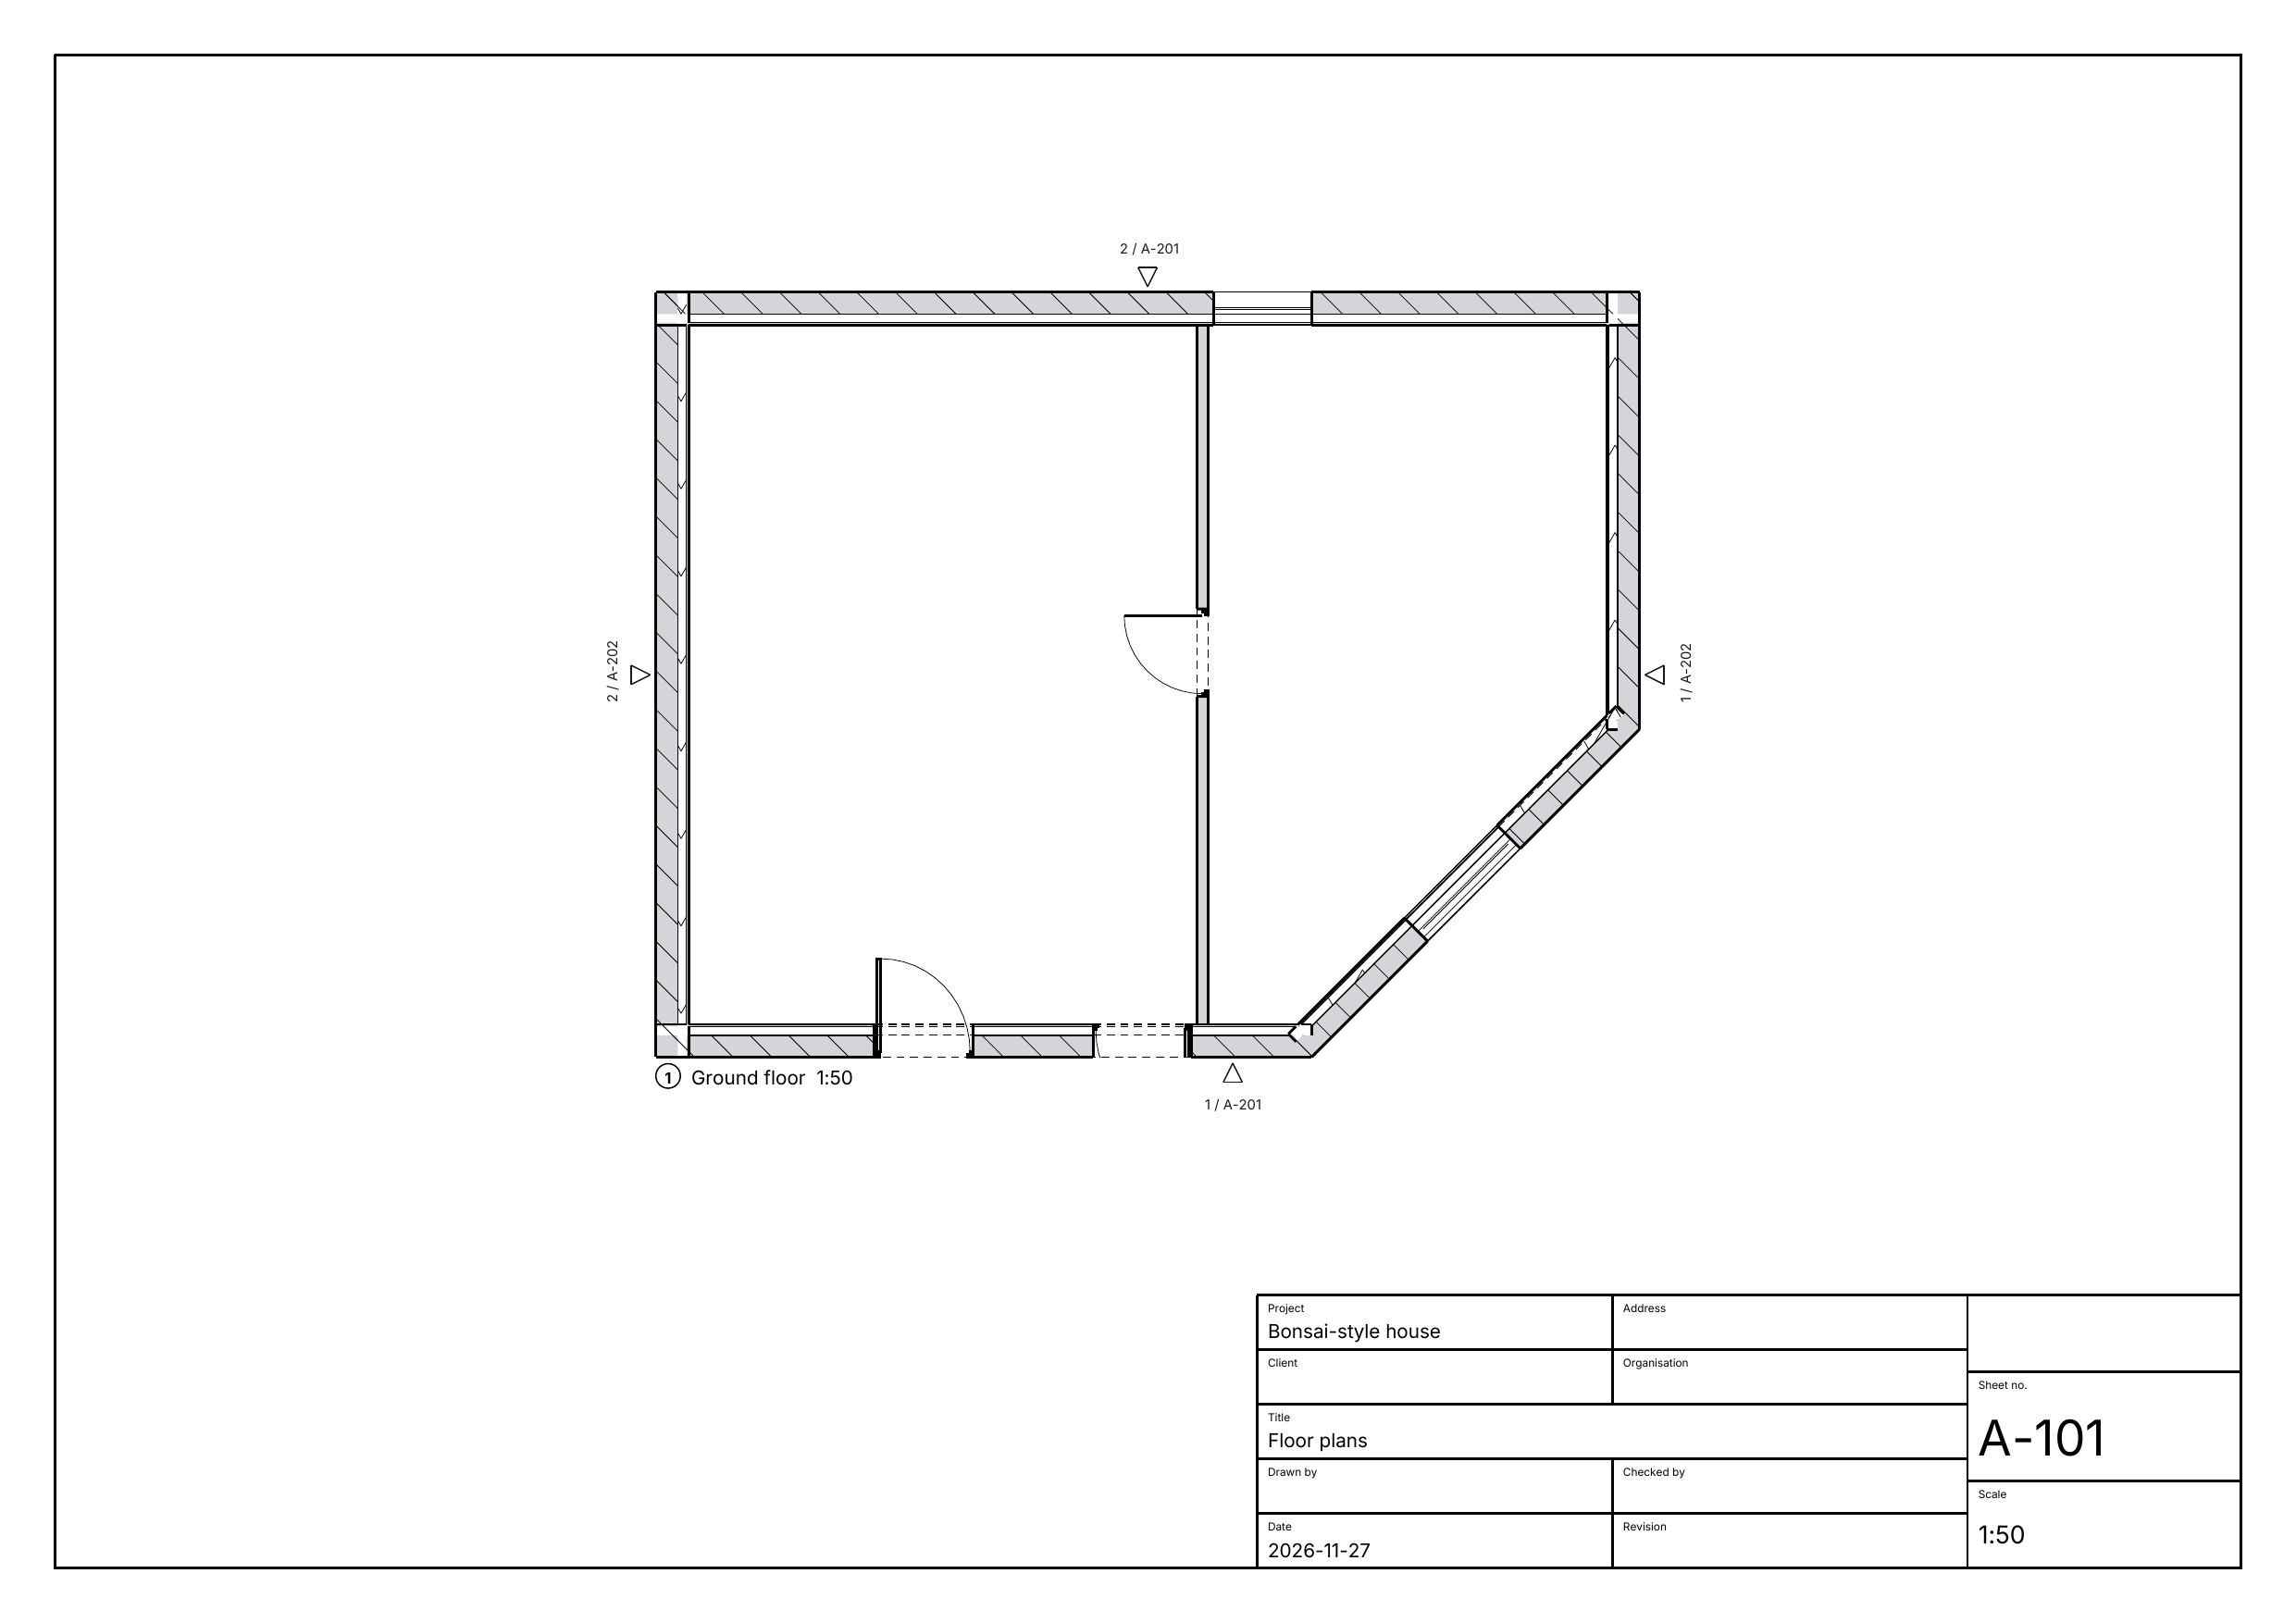 2 / A-201
2 / A-202
1 / A-202
1 Ground floor 1:50
1 / A-201
Project
Bonsai-style house
Address
Client
Organisation
Sheet no.
A-101
Title
Floor plans
Drawn by
Checked by
Scale
1:50
Date
2026-11-27
Revision